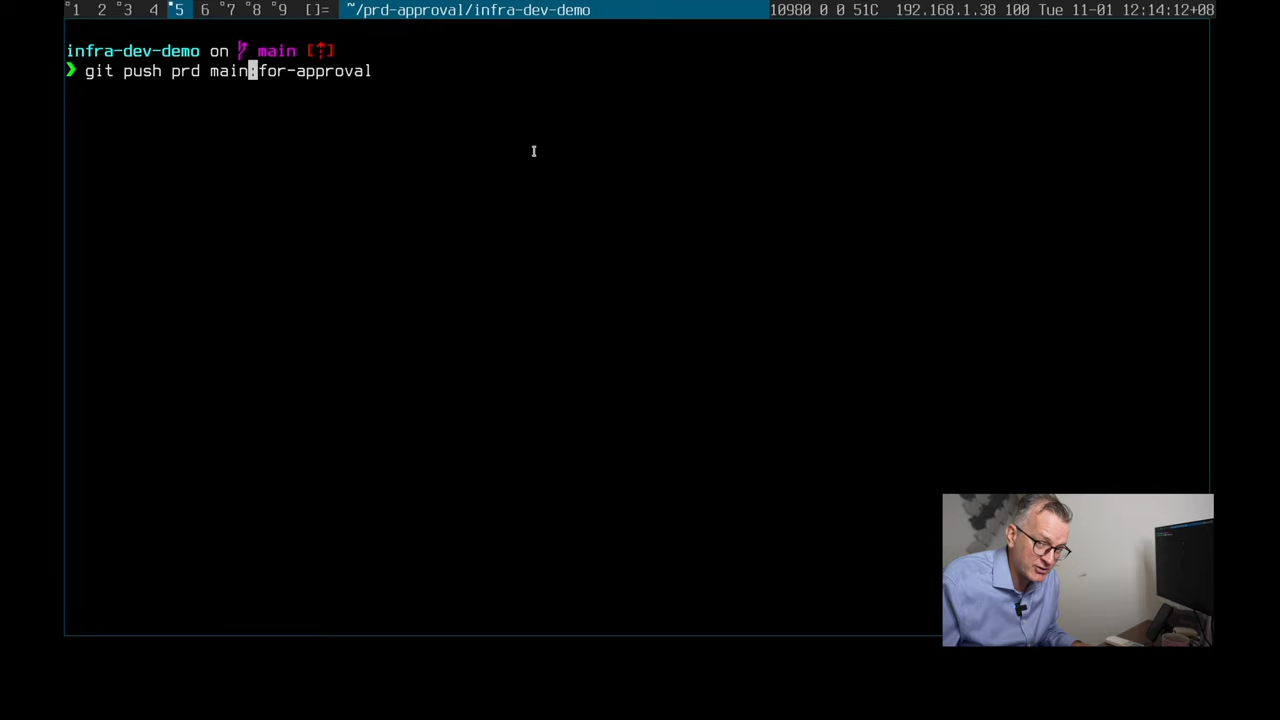 1 2 3 4 5 6 7 8 9 []= ~/prd-approval/infra-dev-demo 10980 0 0 51C 192.168.1.38 100 Tue 11-01 12:14:12+08
infra-dev-demo on main [⇡]
❯ git push prd main:for-approval